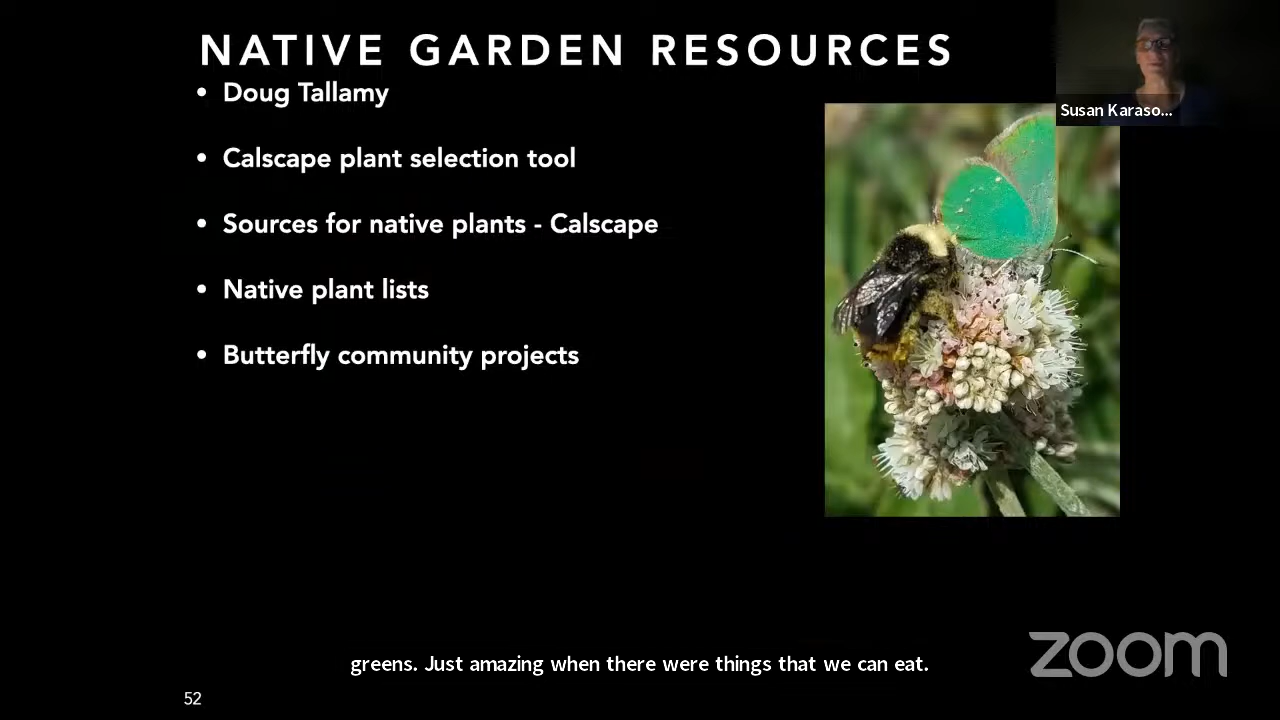 NATIVE GARDEN RESOURCES
• Doug Tallamy
• Calscape plant selection tool
• Sources for native plants - Calscape
• Native plant lists
• Butterfly community projects
Susan Karaso...
greens. Just amazing when there were things that we can eat.
zoom
52